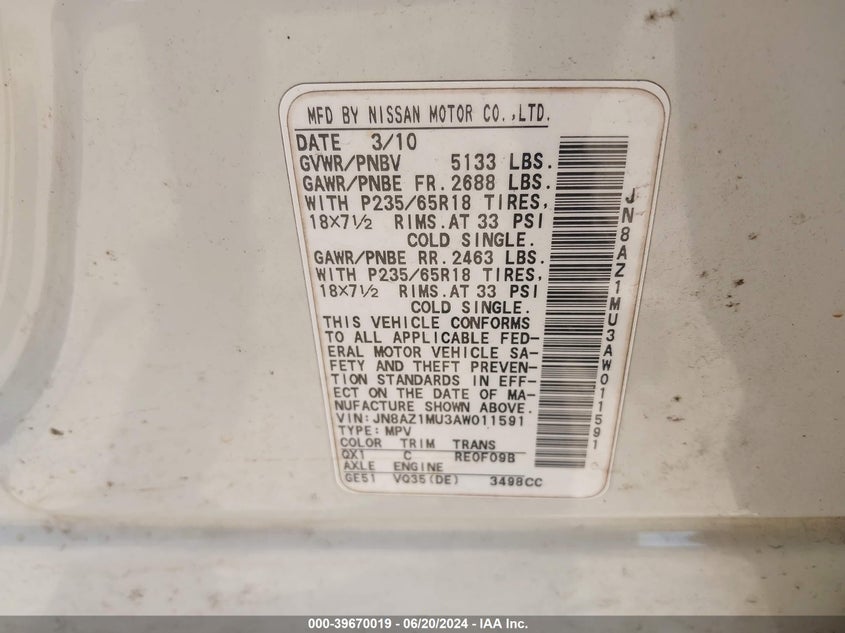 MFD BY NISSAN MOTOR CO.,LTD.
DATE 3/10
GVWR/PNBV 5133 LBS.
GAWR/PNBE FR. 2688 LBS.
WITH P235/65R18 TIRES,
18×7½ RIMS.AT 33 PSI
COLD SINGLE.
GAWR/PNBE RR. 2463 LBS.
WITH P235/65R18 TIRES,
18×7½ RIMS.AT 33 PSI
COLD SINGLE.
THIS VEHICLE CONFORMS
TO ALL APPLICABLE FED-
ERAL MOTOR VEHICLE SA-
FETY AND THEFT PREVEN-
TION STANDARDS IN EFF-
ECT ON THE DATE OF MA-
NUFACTURE SHOWN ABOVE.
VIN: JN8AZ1MU3AW011591
TYPE: MPV
COLOR TRIM TRANS
QX1 C RE0F09B
AXLE ENGINE
GE51 VQ35(DE) 3498CC
JN8AZ1MU3AW011591
000-39670019 - 06/20/2024 - IAA Inc.